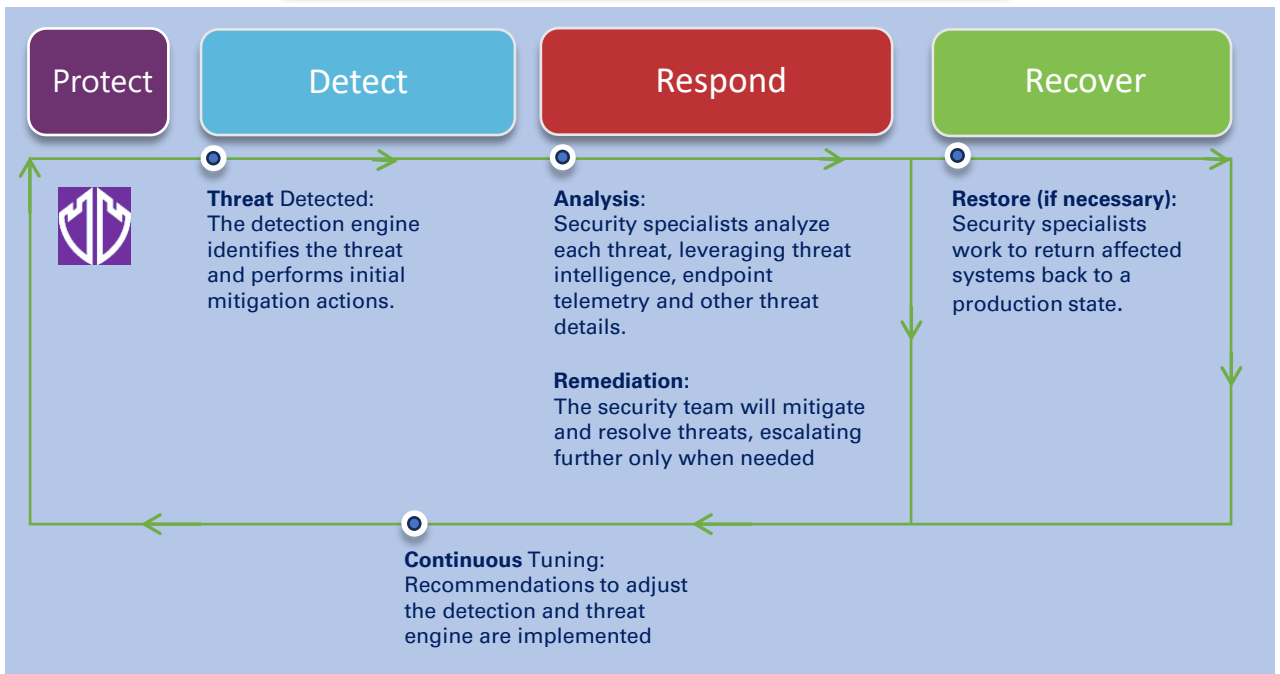 Protect
Detect
Respond
Recover
Threat Detected:
The detection engine
identifies the threat
and performs initial
mitigation actions.
Analysis:
Security specialists analyze
each threat, leveraging threat
intelligence, endpoint
telemetry and other threat
details.
Remediation:
The security team will mitigate
and resolve threats, escalating
further only when needed
Restore (if necessary):
Security specialists
work to return affected
systems back to a
production state.
Continuous Tuning:
Recommendations to adjust
the detection and threat
engine are implemented